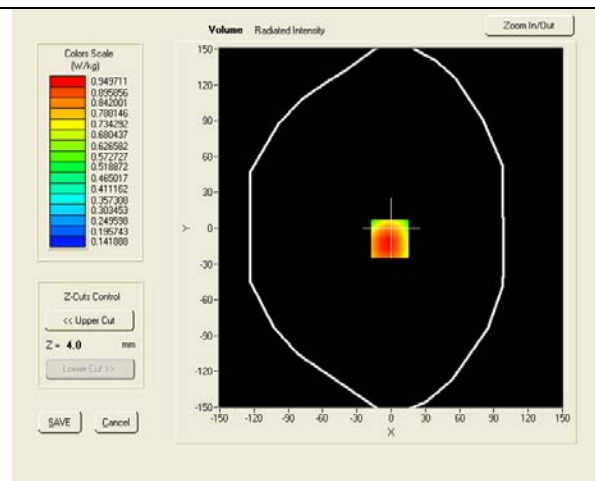 Volume Radiated Intensity
Zoom In/Out
Colors Scale
(W/kg)
0.949711
0.895856
0.842001
0.788146
0.734292
0.680437
0.626582
0.572727
0.518872
0.465017
0.411162
0.357308
0.303453
0.249598
0.195743
0.141888
Z-Cuts Control
<< Upper Cut
Z = 4.0 mm
Lower Cut >>
SAVE
Cancel
150
120
90
60
30
0
-30
-60
-90
-120
-150
Y
-150 -120 -90 -60 -30 0 30 60 90 120 150
X